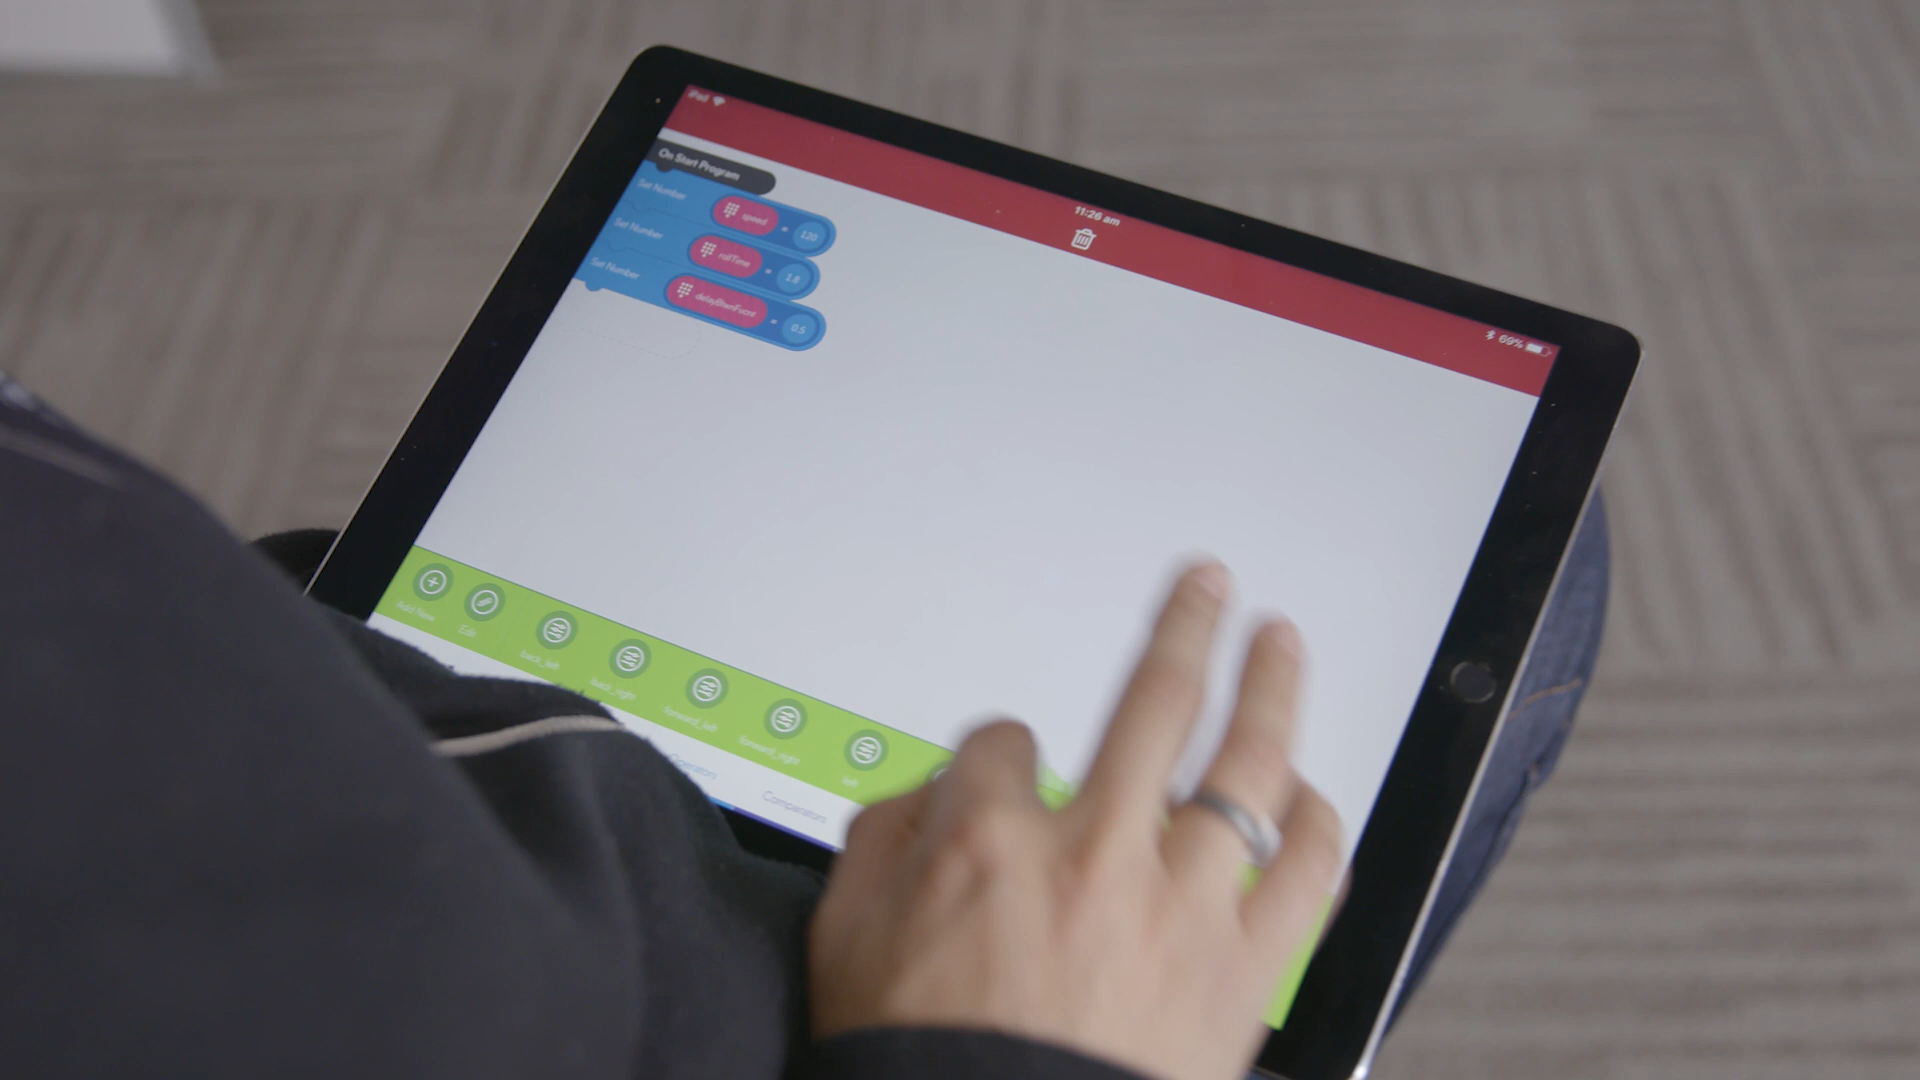 iPad
11:26 am
69%
On Start Program
Set Number speed = 120
Set Number rollTime = 1.8
Set Number = 0.5
Add New
Edit
back_left
back_right
forward_left
forward_right
left
Operators
Comparators